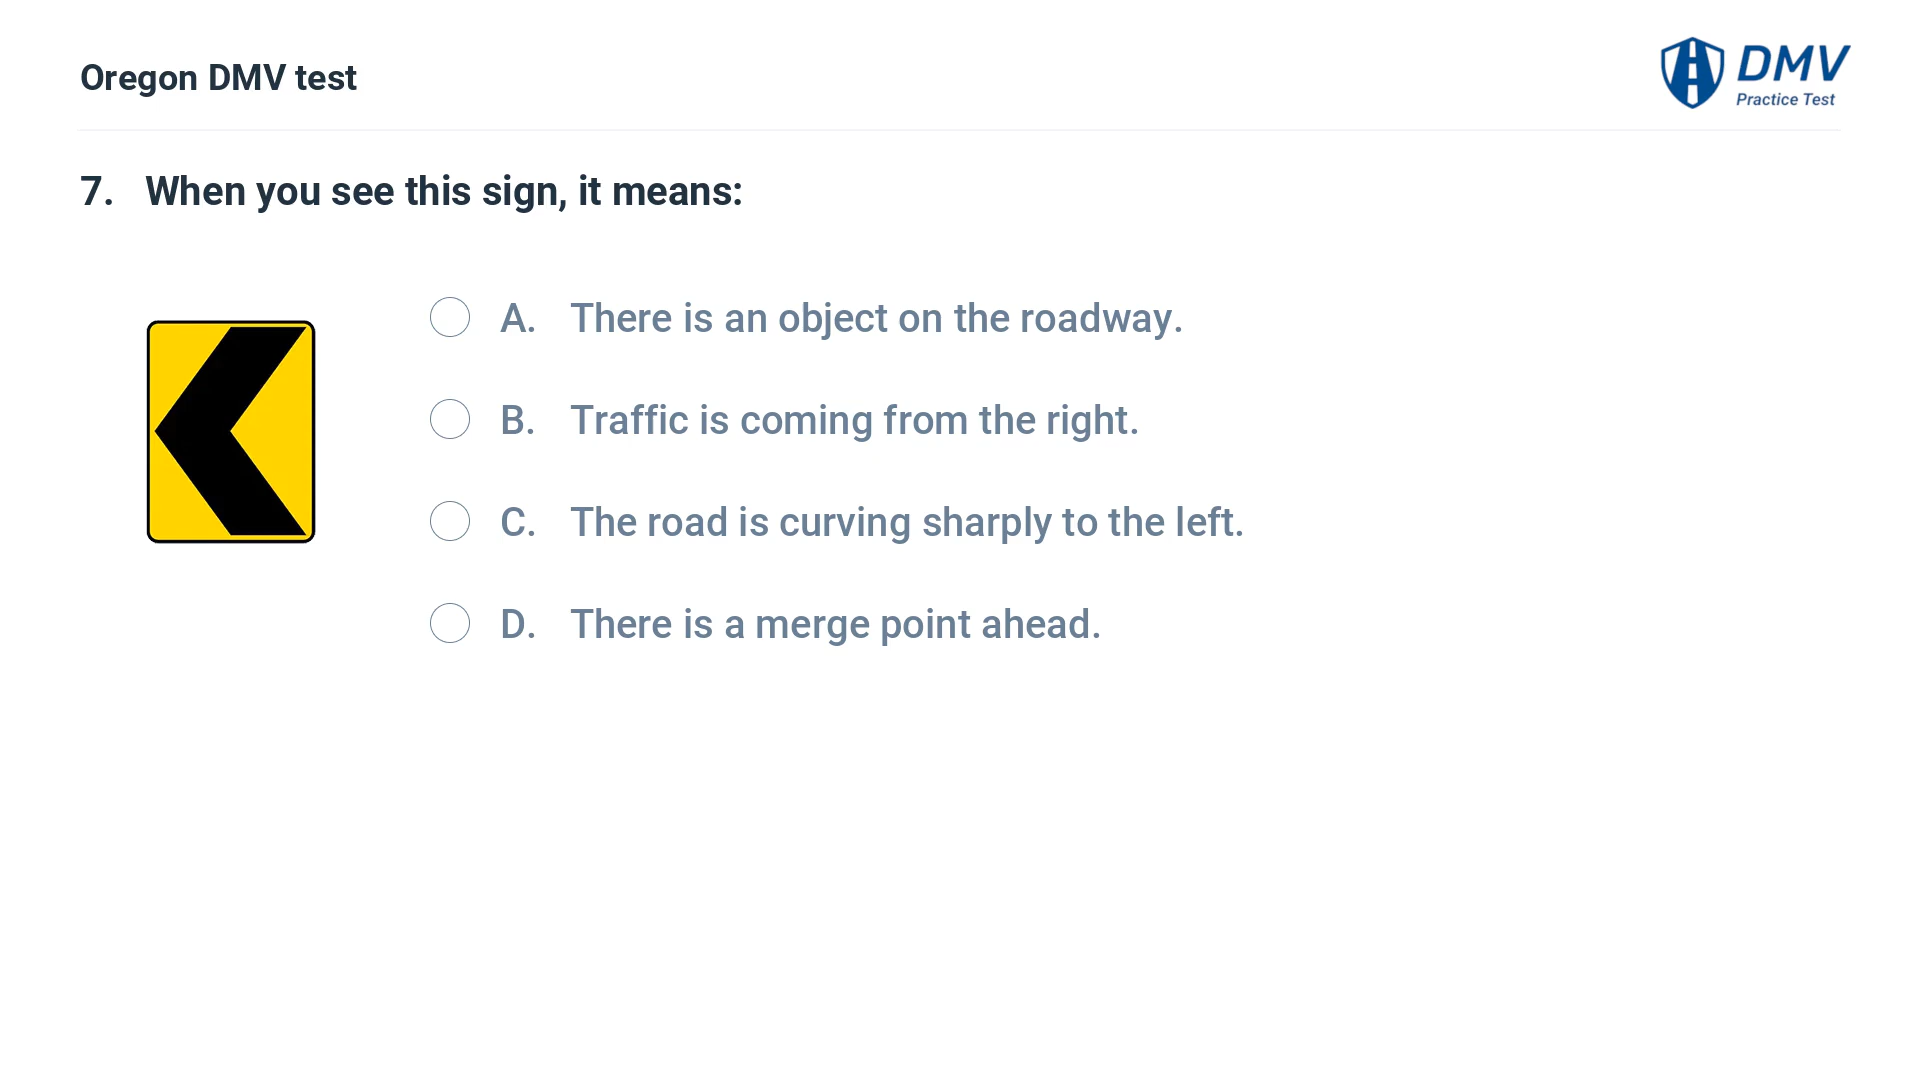 Oregon DMV test
DMV
Practice Test
7. When you see this sign, it means:
A. There is an object on the roadway.
B. Traffic is coming from the right.
C. The road is curving sharply to the left.
D. There is a merge point ahead.